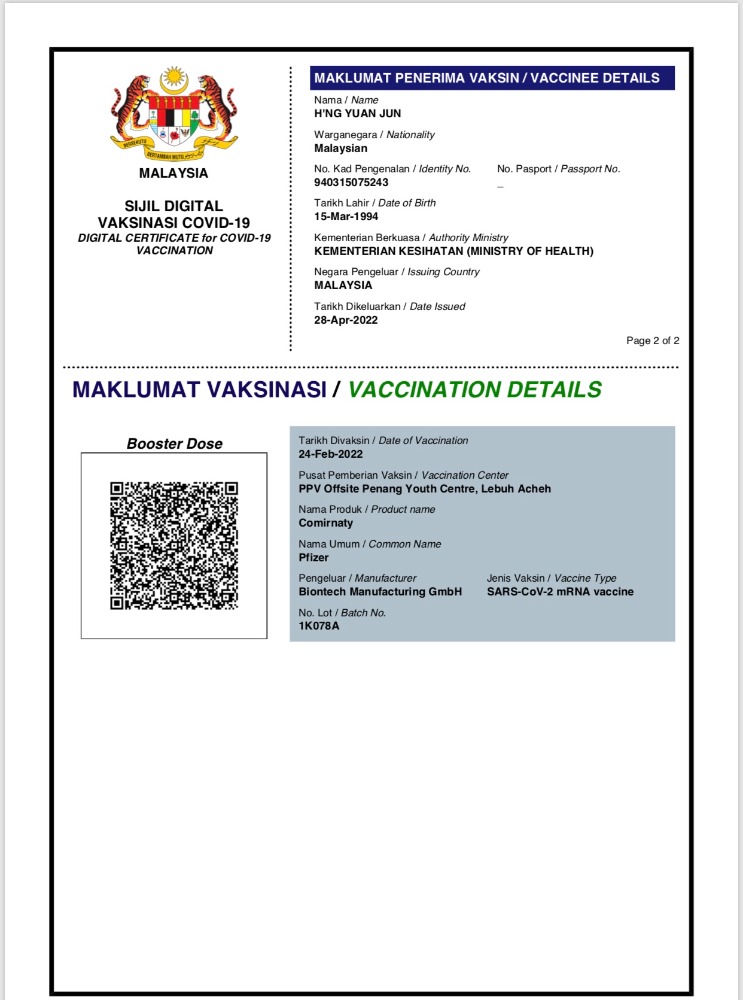 MALAYSIA
SIJIL DIGITAL
VAKSINASI COVID-19
DIGITAL CERTIFICATE for COVID-19
VACCINATION
MAKLUMAT PENERIMA VAKSIN / VACCINEE DETAILS
Nama / Name
H'NG YUAN JUN
Warganegara / Nationality
Malaysian
No. Kad Pengenalan / Identity No. No. Pasport / Passport No.
940315075243 _
Tarikh Lahir / Date of Birth
15-Mar-1994
Kementerian Berkuasa / Authority Ministry
KEMENTERIAN KESIHATAN (MINISTRY OF HEALTH)
Negara Pengeluar / Issuing Country
MALAYSIA
Tarikh Dikeluarkan / Date Issued
28-Apr-2022
Page 2 of 2
MAKLUMAT VAKSINASI / VACCINATION DETAILS
Booster Dose
Tarikh Divaksin / Date of Vaccination
24-Feb-2022
Pusat Pemberian Vaksin / Vaccination Center
PPV Offsite Penang Youth Centre, Lebuh Acheh
Nama Produk / Product name
Comirnaty
Nama Umum / Common Name
Pfizer
Pengeluar / Manufacturer Jenis Vaksin / Vaccine Type
Biontech Manufacturing GmbH SARS-CoV-2 mRNA vaccine
No. Lot / Batch No.
1K078A